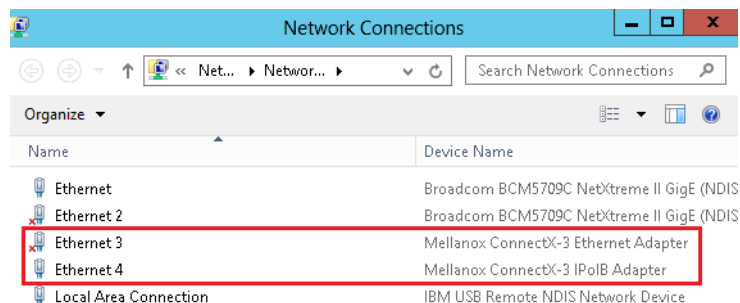 Network Connections
« Net... Networ... Search Network Connections
Organize
Name Device Name
Ethernet Broadcom BCM5709C NetXtreme II GigE (NDIS
Ethernet 2 Broadcom BCM5709C NetXtreme II GigE (NDIS
Ethernet 3 Mellanox ConnectX-3 Ethernet Adapter
Ethernet 4 Mellanox ConnectX-3 IPoIB Adapter
Local Area Connection IBM USB Remote NDIS Network Device